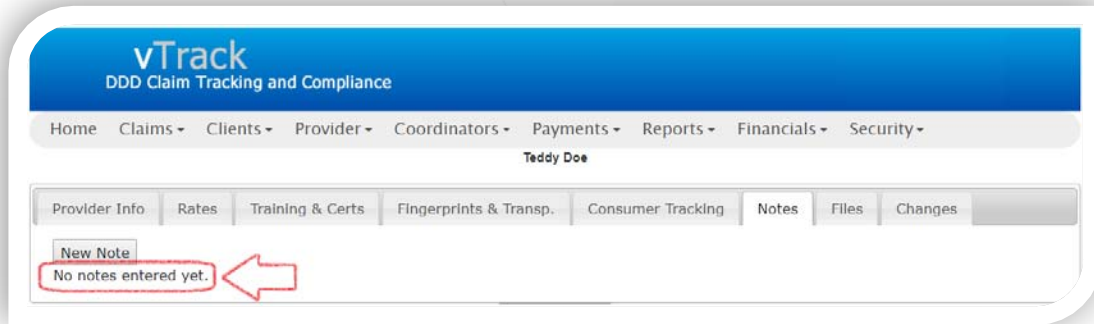 vTrack
DDD Claim Tracking and Compliance
Home Claims Clients Provider Coordinators Payments Reports Financials Security
Teddy Doe
Provider Info Rates Training & Certs Fingerprints & Transp. Consumer Tracking Notes Files Changes
New Note
No notes entered yet.